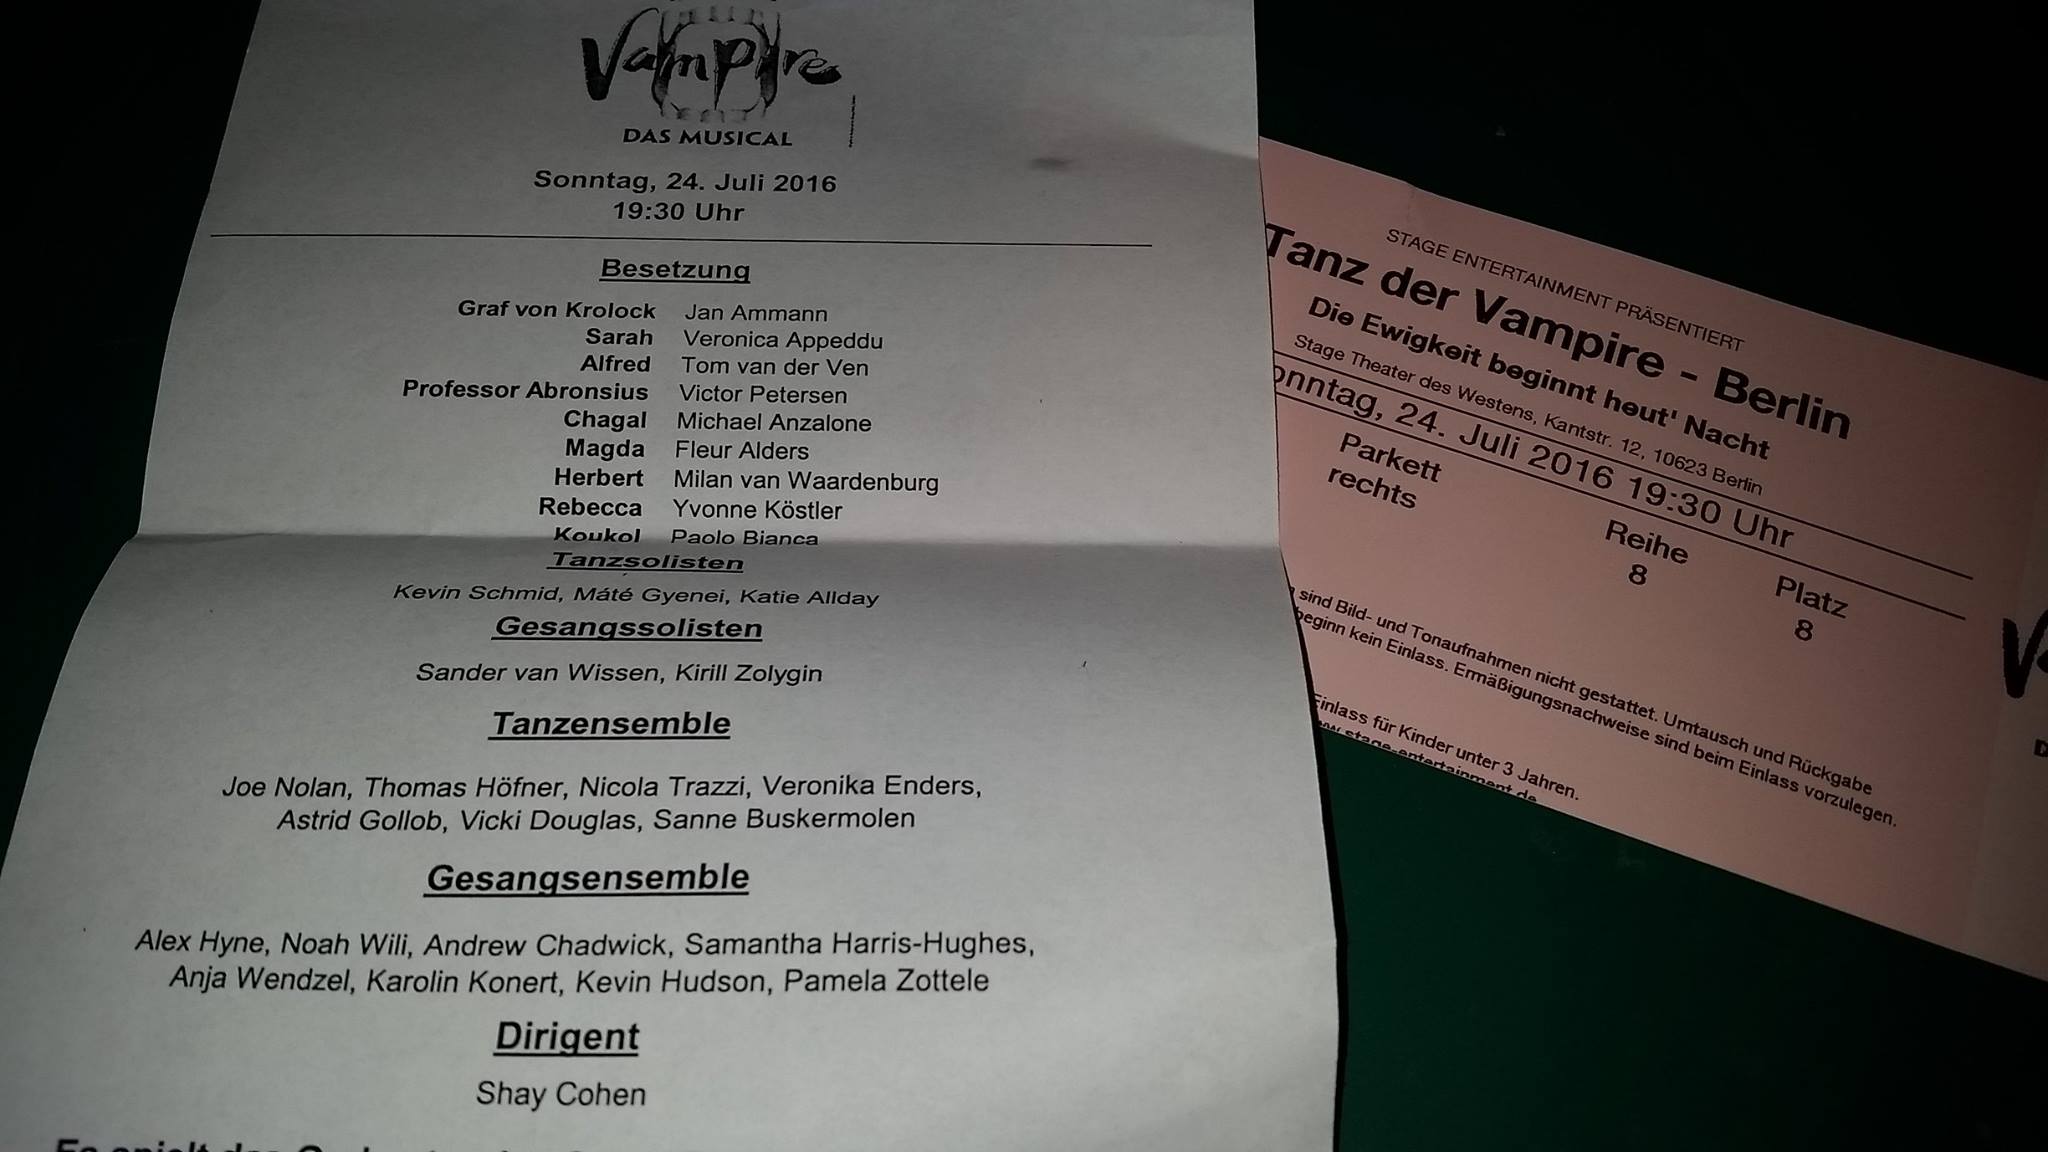 Vampire
DAS MUSICAL
Sonntag, 24. Juli 2016
19:30 Uhr
Besetzung
Graf von Krolock Jan Ammann
Sarah Veronica Appeddu
Alfred Tom van der Ven
Professor Abronsius Victor Petersen
Chagal Michael Anzalone
Magda Fleur Alders
Herbert Milan van Waardenburg
Rebecca Yvonne Köstler
Koukol Paolo Bianca
Tanzsolisten
Kevin Schmid, Máté Gyenei, Katie Allday
Gesangssolisten
Sander van Wissen, Kirill Zolygin
Tanzensemble
Joe Nolan, Thomas Höfner, Nicola Trazzi, Veronika Enders,
Astrid Gollob, Vicki Douglas, Sanne Buskermolen
Gesangsensemble
Alex Hyne, Noah Wili, Andrew Chadwick, Samantha Harris-Hughes,
Anja Wendzel, Karolin Konert, Kevin Hudson, Pamela Zottele
Dirigent
Shay Cohen
Es spielt das
STAGE ENTERTAINMENT PRÄSENTIERT
Tanz der Vampire - Berlin
Die Ewigkeit beginnt heut' Nacht
Stage Theater des Westens, Kantstr. 12, 10623 Berlin
onntag, 24. Juli 2016 19:30 Uhr
Parkett
rechts
Reihe
8
Platz
8
sind Bild- und Tonaufnahmen nicht gestattet. Umtausch und Rückgabe
beginn kein Einlass. Ermäßigungsnachweise sind beim Einlass vorzulegen.
Einlass für Kinder unter 3 Jahren.
www.stage-entertainment.de